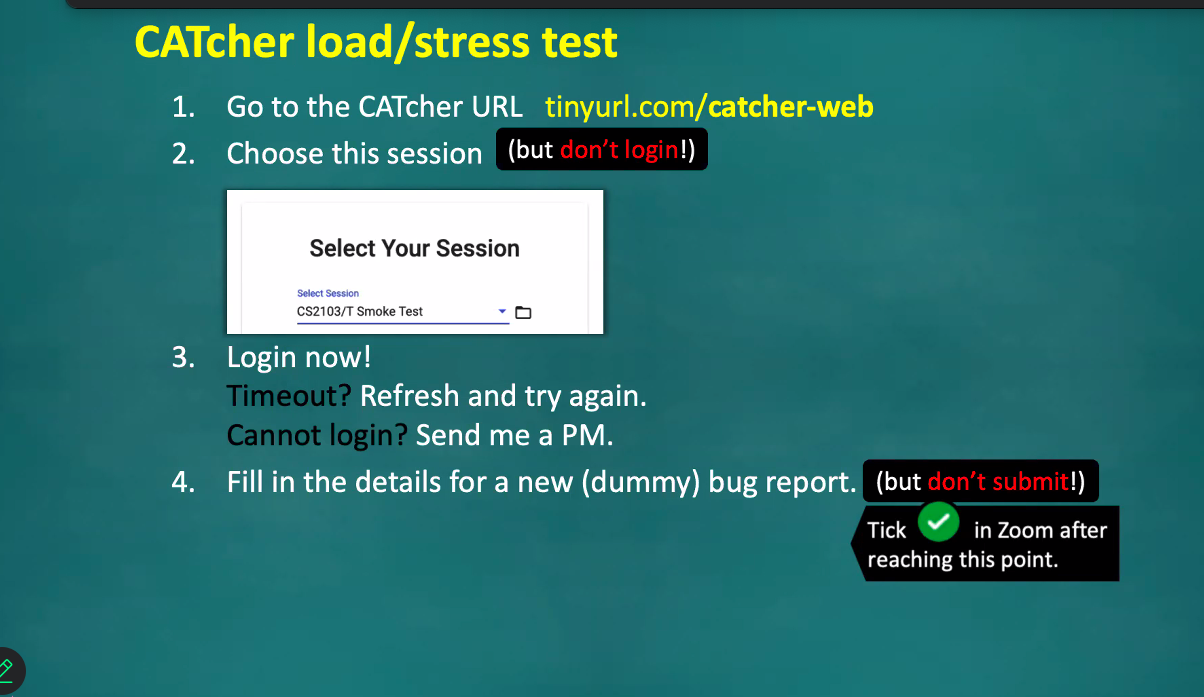 CATcher load/stress test
1. Go to the CATcher URL tinyurl.com/catcher-web
2. Choose this session (but don't login!)
Select Your Session
Select Session
CS2103/T Smoke Test
3. Login now!
Timeout? Refresh and try again.
Cannot login? Send me a PM.
4. Fill in the details for a new (dummy) bug report. (but don't submit!)
Tick in Zoom after
reaching this point.